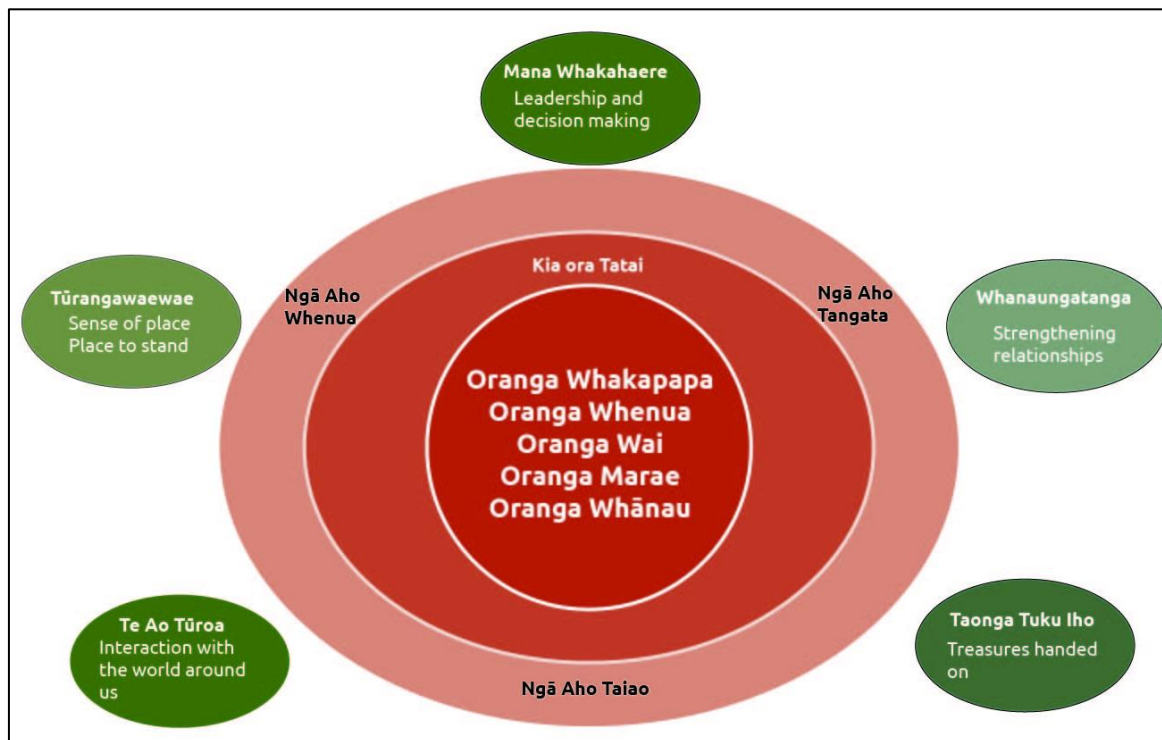 Mana Whakahaere
Leadership and
decision making
Kia ora Tatai
Tūrangawaewae
Sense of place
Place to stand
Ngā Aho
Whenua
Ngā Aho
Tangata
Whanaungatanga
Strengthening
relationships
Oranga Whakapapa
Oranga Whenua
Oranga Wai
Oranga Marae
Oranga Whānau
Te Ao Tūroa
Interaction with
the world around
us
Taonga Tuku Iho
Treasures handed
on
Ngā Aho Taiao